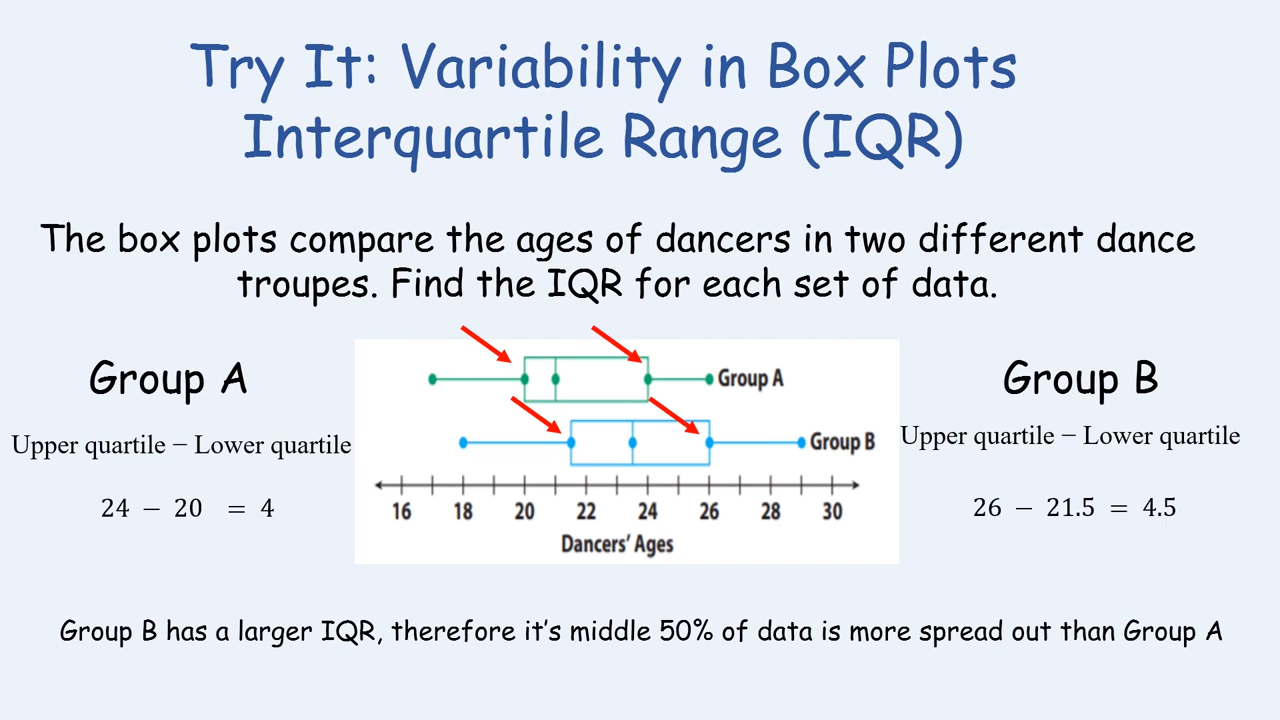 Try It: Variability in Box Plots
Interquartile Range (IQR)
The box plots compare the ages of dancers in two different dance
troupes. Find the IQR for each set of data.
Group A
Upper quartile − Lower quartile
24 − 20 = 4
Group A
Group B
16 18 20 22 24 26 28 30
Dancers' Ages
Group B
Upper quartile − Lower quartile
26 − 21.5 = 4.5
Group B has a larger IQR, therefore it's middle 50% of data is more spread out than Group A